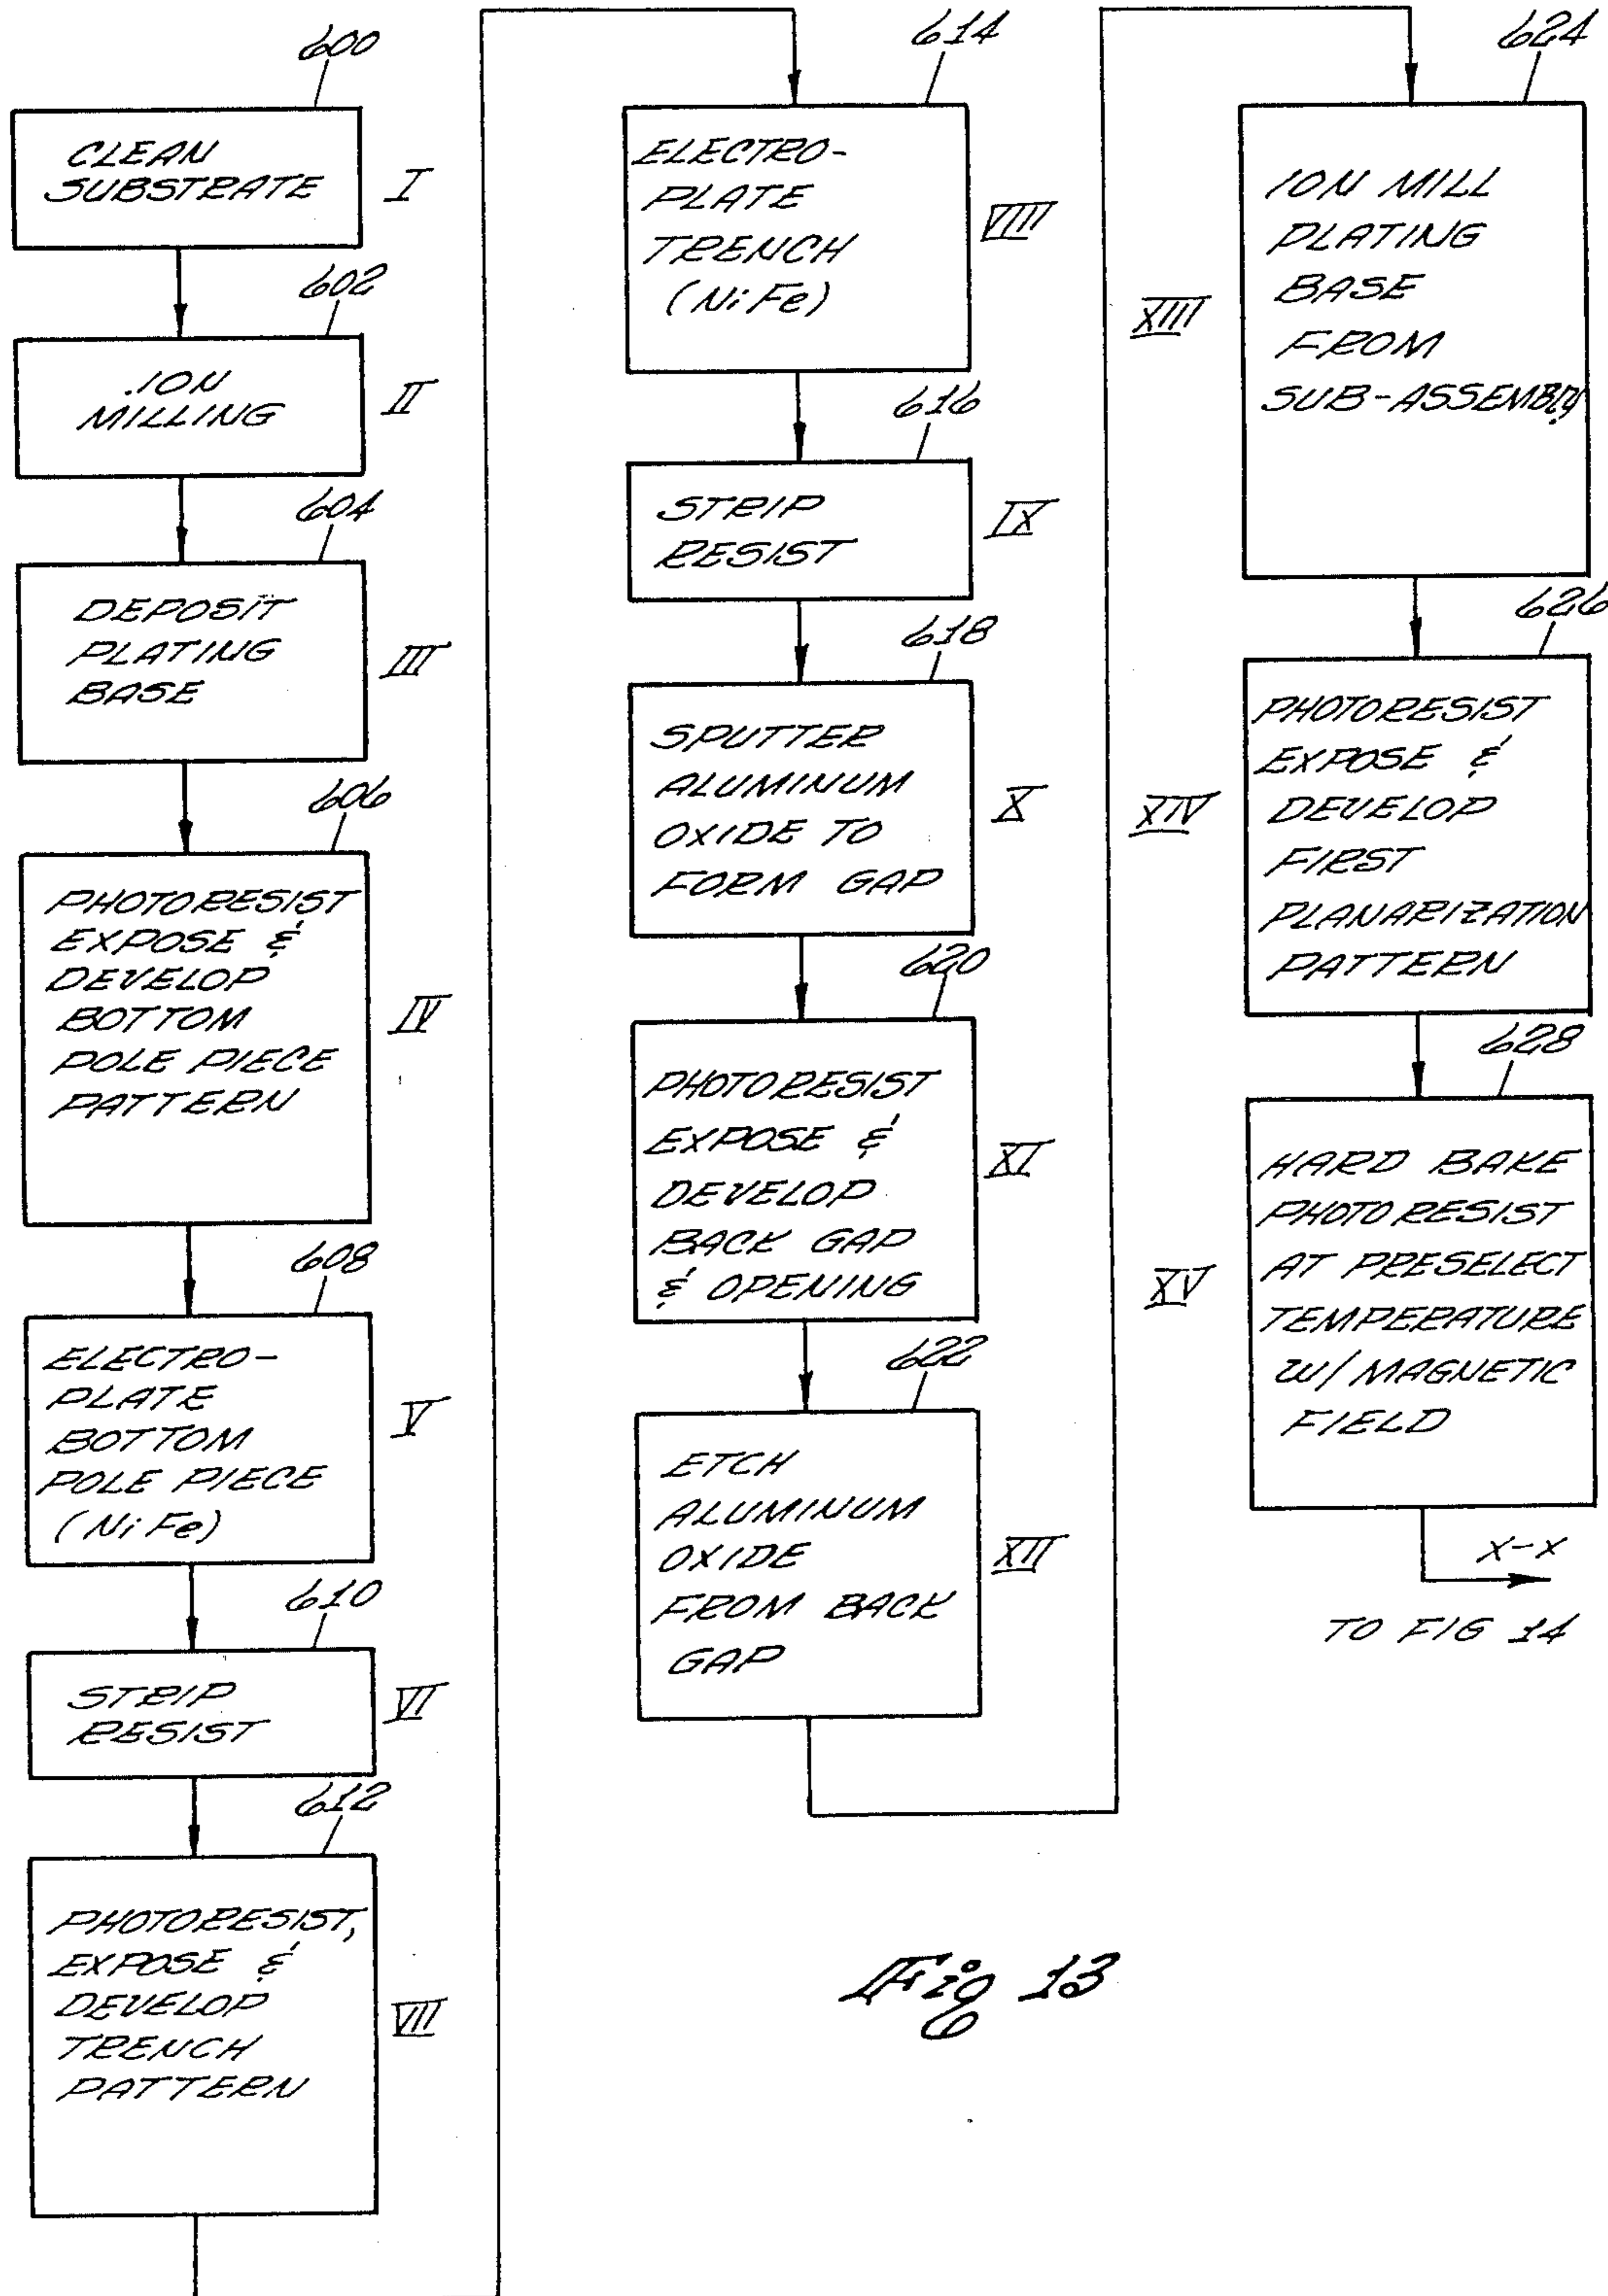 600
CLEAN
SUBSTRATE
I
602
ION
MILLING
II
604
DEPOSIT
PLATING
BASE
III
606
PHOTORESIST
EXPOSE &
DEVELOP
BOTTOM
POLE PIECE
PATTERN
IV
608
ELECTRO-
PLATE
BOTTOM
POLE PIECE
(NiFe)
V
610
STRIP
RESIST
VI
612
PHOTORESIST,
EXPOSE &
DEVELOP
TRENCH
PATTERN
VII
614
ELECTRO-
PLATE
TRENCH
(NiFe)
VIII
616
STRIP
RESIST
IX
618
SPUTTER
ALUMINUM
OXIDE TO
FORM GAP
X
620
PHOTORESIST
EXPOSE &
DEVELOP
BACK GAP
& OPENING
XI
622
ETCH
ALUMINUM
OXIDE
FROM BACK
GAP
XII
624
ION MILL
PLATING
BASE
FROM
SUB-ASSEMBLY
XIII
626
PHOTORESIST
EXPOSE &
DEVELOP
FIRST
PLANARIZATION
PATTERN
XIV
628
HARD BAKE
PHOTORESIST
AT PRESELECT
TEMPERATURE
W/ MAGNETIC
FIELD
XV
X-X
TO FIG 14
Fig 13